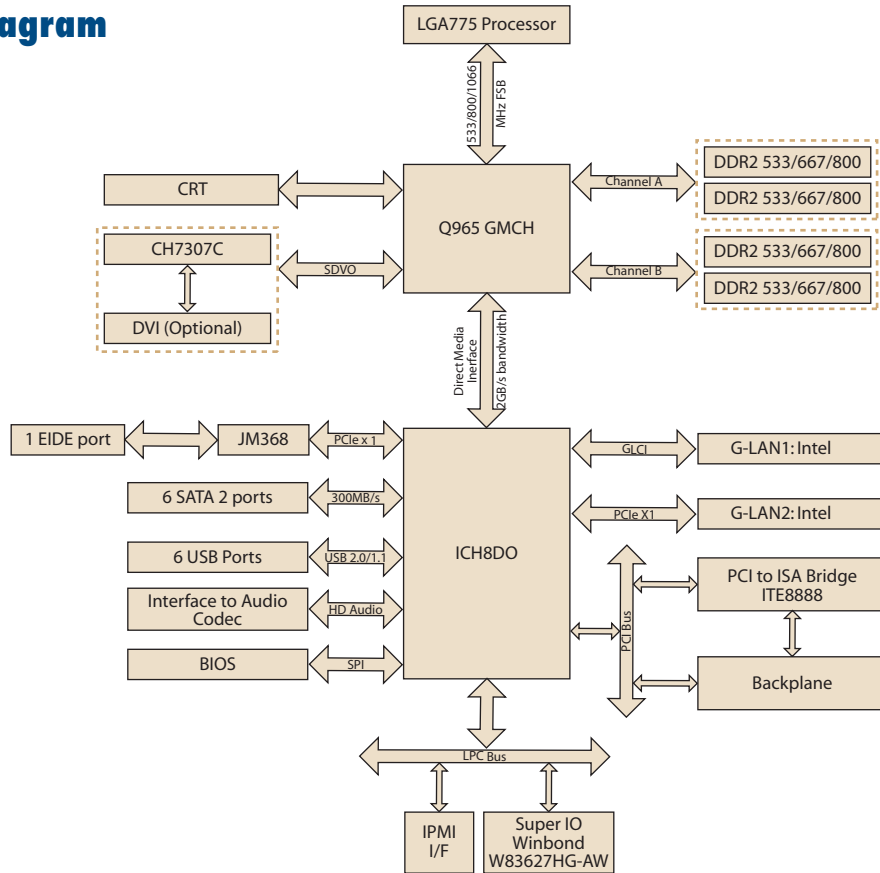 agram
LGA775 Processor
533/800/1066
MHz FSB
DDR2 533/667/800
DDR2 533/667/800
Channel A
CRT
Q965 GMCH
CH7307C
SDVO
Channel B
DDR2 533/667/800
DDR2 533/667/800
DVI (Optional)
Direct Media
Inerface
2GB/s bandwidth
1 EIDE port
JM368
PCIe x 1
GLCI
G-LAN1: Intel
6 SATA 2 ports
300MB/s
PCIe X1
G-LAN2: Intel
6 USB Ports
USB 2.0/1.1
ICH8DO
PCI to ISA Bridge
ITE8888
Interface to Audio
Codec
HD Audio
PCI Bus
BIOS
SPI
Backplane
LPC Bus
IPMI
I/F
Super IO
Winbond
W83627HG-AW